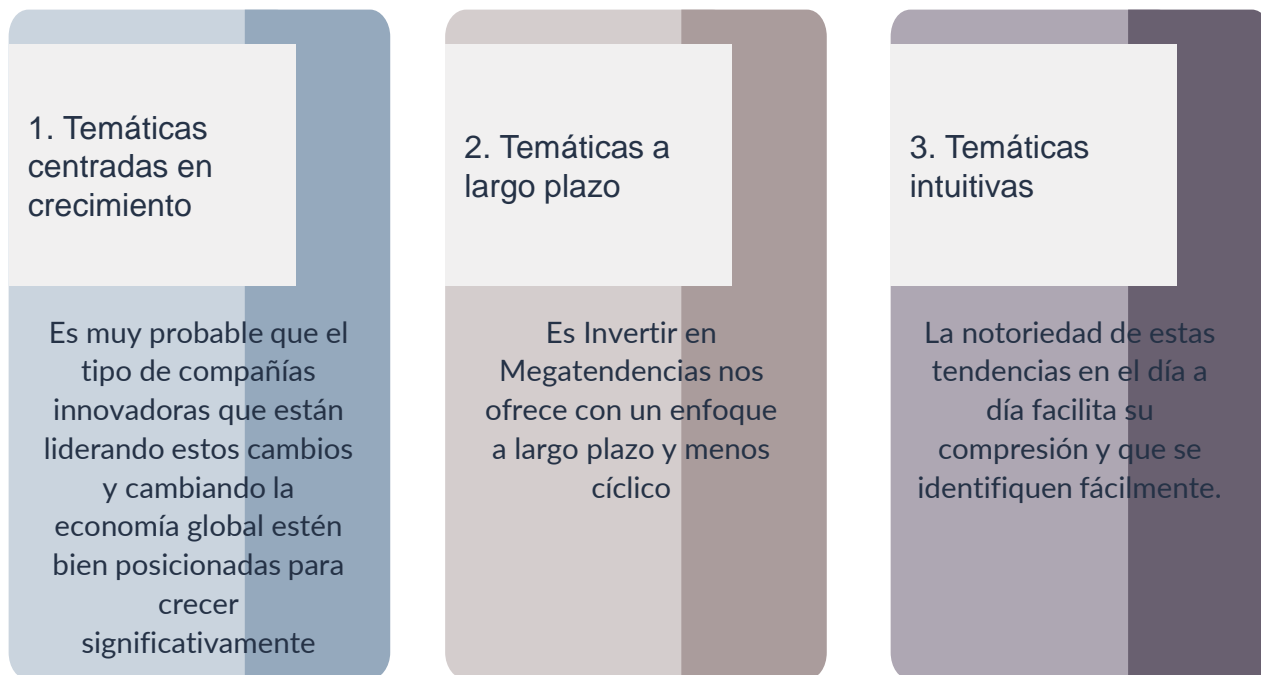 1. Temáticas
centradas en
crecimiento
Es muy probable que el
tipo de compañías
innovadoras que están
liderando estos cambios
y cambiando la
economía global estén
bien posicionadas para
crecer
significativamente
2. Temáticas a
largo plazo
Es Invertir en
Megatendencias nos
ofrece con un enfoque
a largo plazo y menos
cíclico
3. Temáticas
intuitivas
La notoriedad de estas
tendencias en el día a
día facilita su
compresión y que se
identifiquen fácilmente.